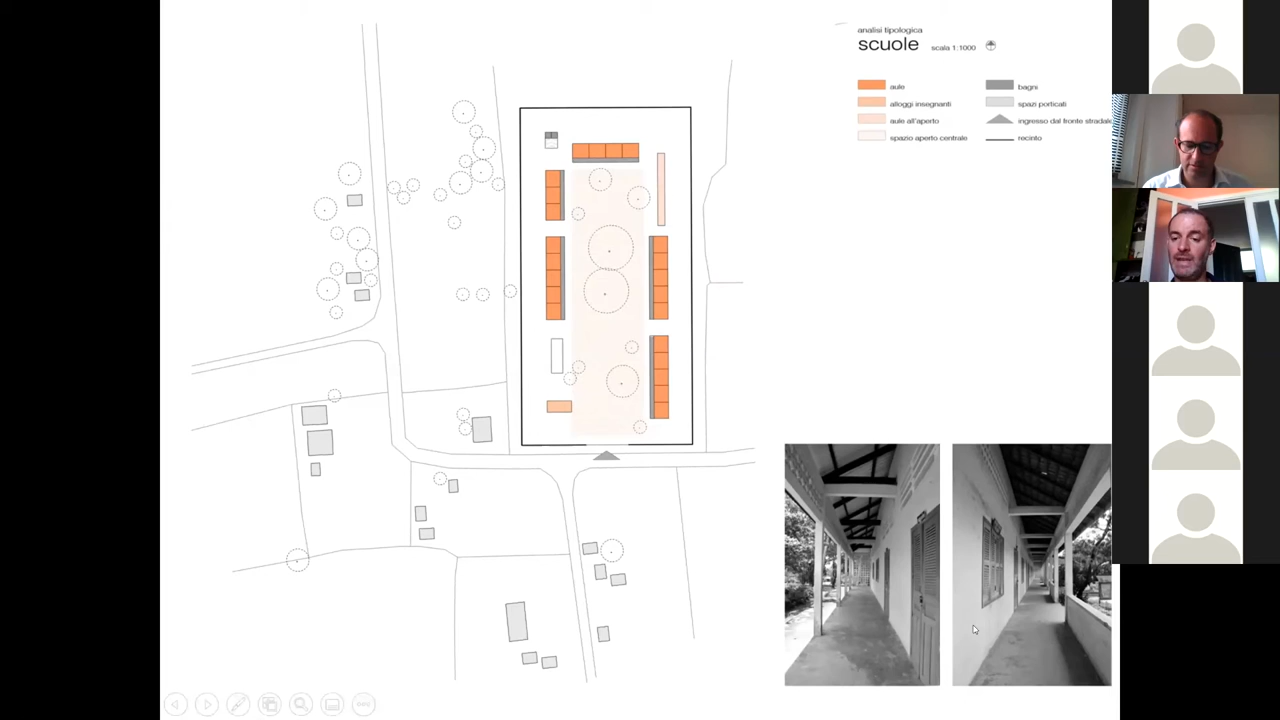 analisi tipologica
scuole scala 1:1000
aule
alloggi insegnanti
aule all'aperto
spazio aperto centrale
bagni
spazi porticati
ingresso dal fronte stradale
recinto